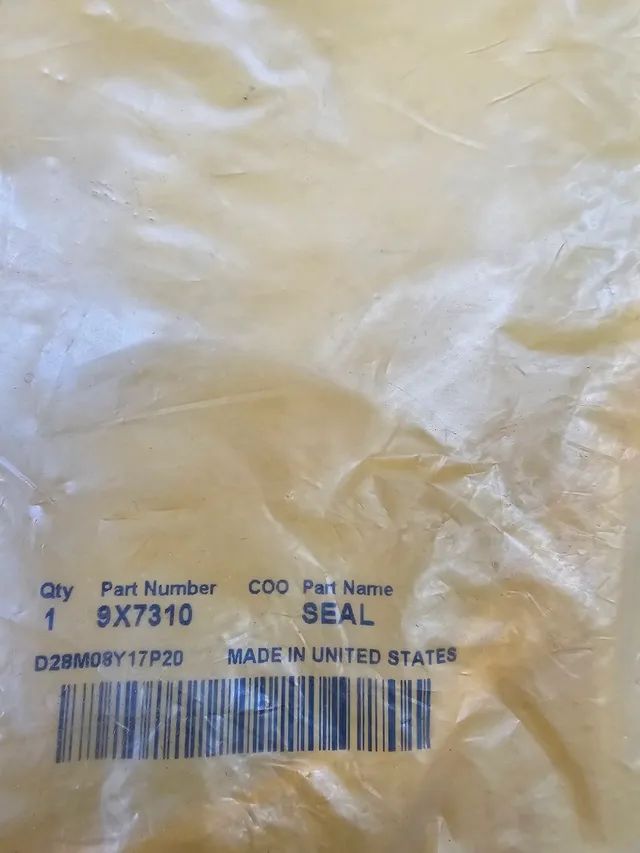 Qty Part Number COO Part Name
1 9X7310 SEAL
D28M08Y17P20 MADE IN UNITED STATES